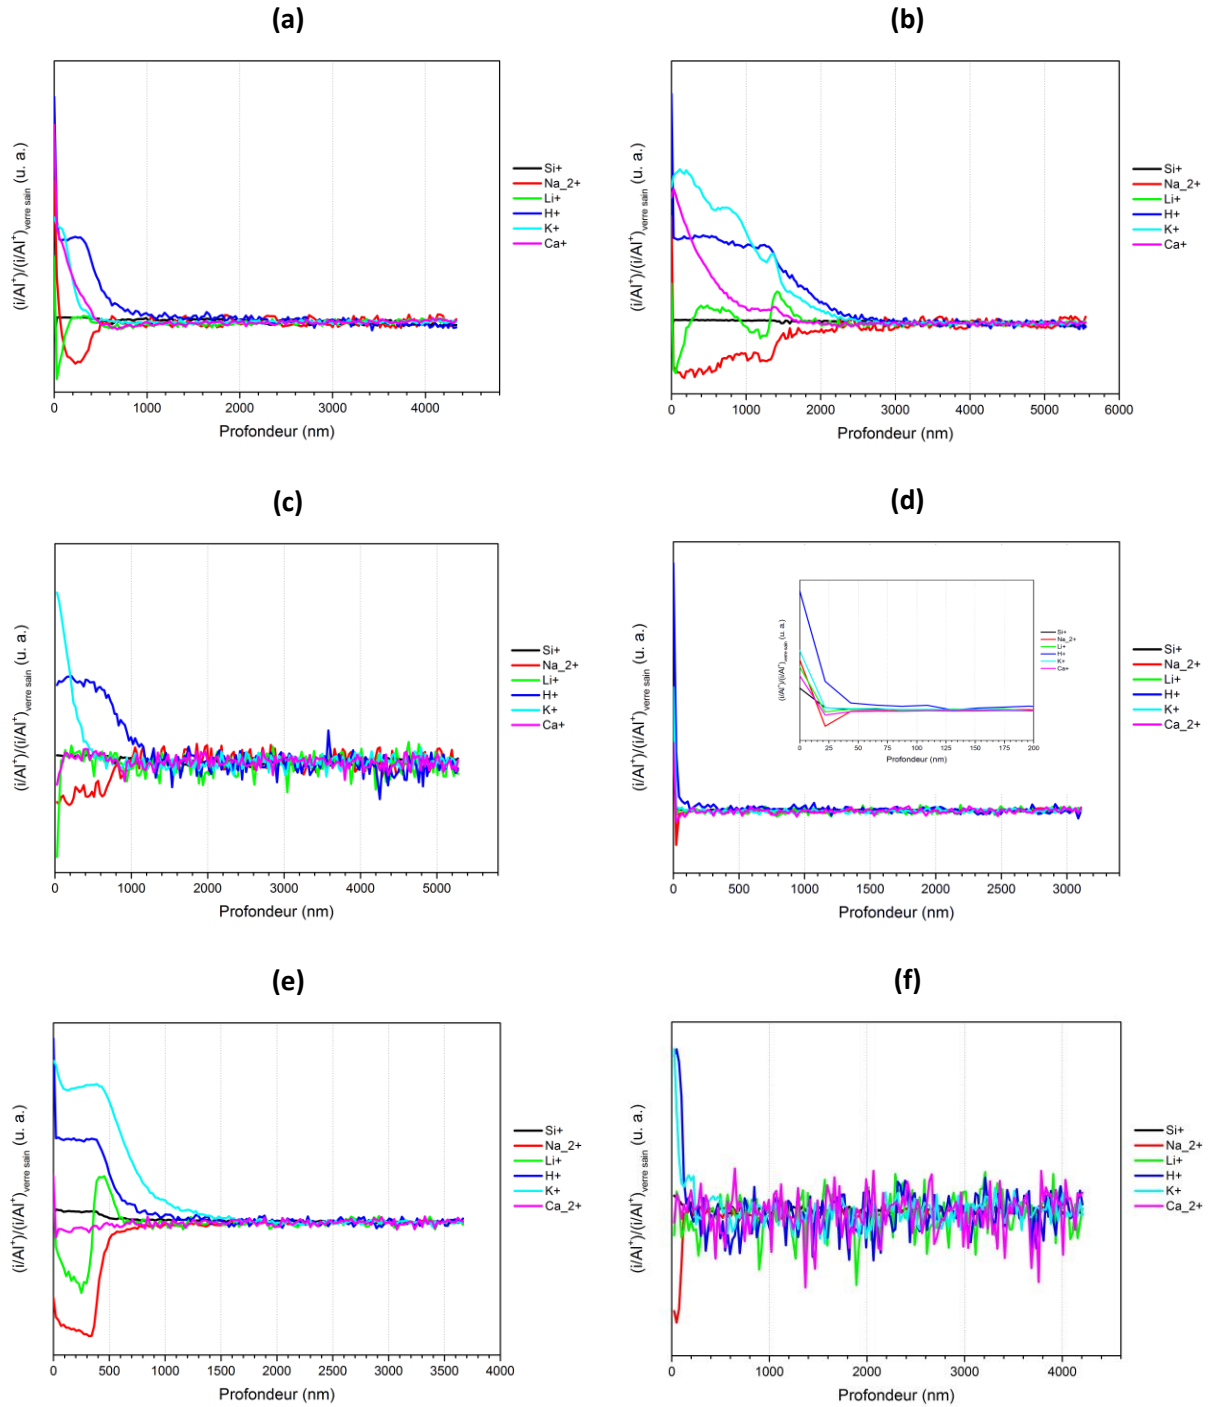 (a)
(i/Al⁺)/(i/Al⁺)verre sain (u. a.)
Si+
Na_2+
Li+
H+
K+
Ca+
0 1000 2000 3000 4000
Profondeur (nm)
(b)
(i/Al⁺)/(i/Al⁺)verre sain (u. a.)
Si+
Na_2+
Li+
H+
K+
Ca+
0 1000 2000 3000 4000 5000 6000
Profondeur (nm)
(c)
(i/Al⁺)/(i/Al⁺)verre sain (u. a.)
Si+
Na_2+
Li+
H+
K+
Ca+
0 1000 2000 3000 4000 5000
Profondeur (nm)
(d)
(i/Al⁺)/(i/Al⁺)verre sain (u. a.)
(i/Al⁺)/(i/Al⁺)verre sain (u. a.)
Si+
Na_2+
Li+
H+
K+
Ca+
0 25 50 75 100 125 150 175 200
Profondeur (nm)
Si+
Na_2+
Li+
H+
K+
Ca_2+
0 500 1000 1500 2000 2500 3000
Profondeur (nm)
(e)
(i/Al⁺)/(i/Al⁺)verre sain (u. a.)
Si+
Na_2+
Li+
H+
K+
Ca_2+
0 500 1000 1500 2000 2500 3000 3500 4000
Profondeur (nm)
(f)
(i/Al⁺)/(i/Al⁺)verre sain (u. a.)
Si+
Na_2+
Li+
H+
K+
Ca_2+
0 1000 2000 3000 4000
Profondeur (nm)